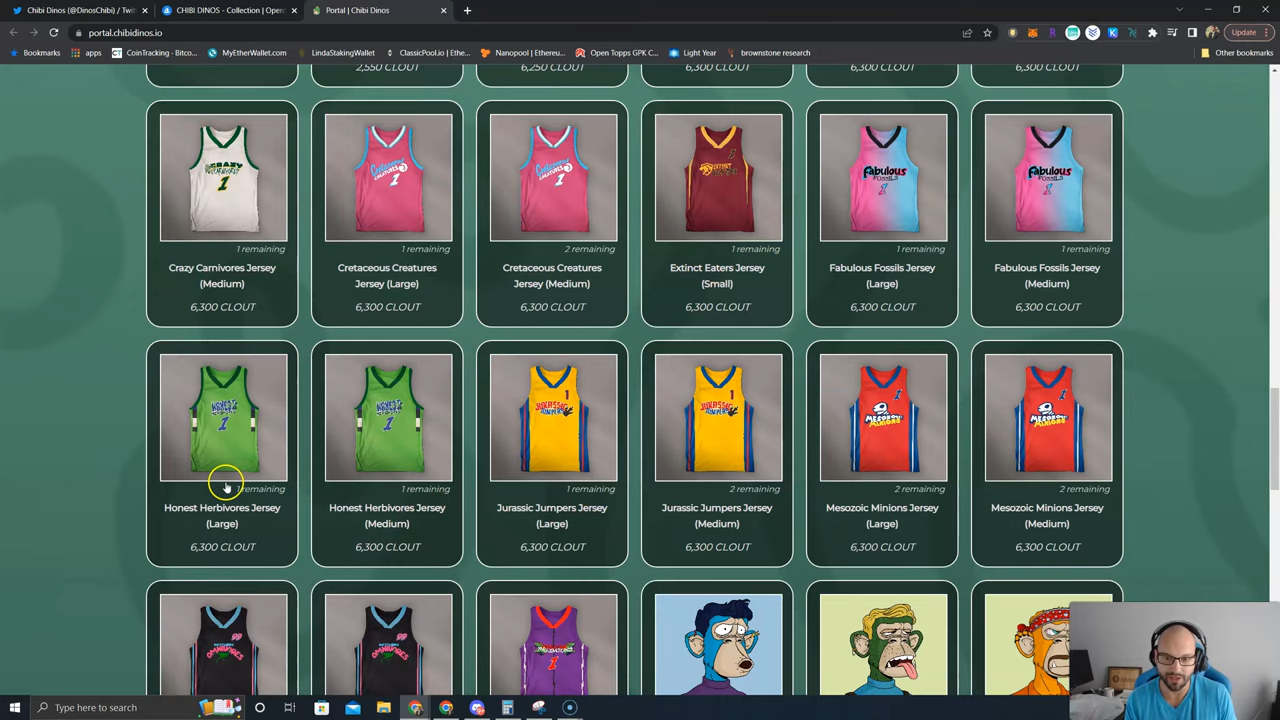 Chibi Dinos (@DinosChibi) / Twitter
CHIBI DINOS - Collection | Open
Portal | Chibi Dinos
portal.chibidinos.io
Update
Bookmarks
apps
CoinTracking - Bitco...
MyEtherWallet.com
LindaStakingWallet
ClassicPool.io | Ethe...
Nanopool | Ethereu...
Open Topps GPK C...
Light Year
brownstone research
Other bookmarks
2,550 CLOUT
6,250 CLOUT
6,300 CLOUT
6,300 CLOUT
6,300 CLOUT
1 remaining
1 remaining
2 remaining
1 remaining
1 remaining
1 remaining
Crazy Carnivores Jersey
(Medium)
6,300 CLOUT
Cretaceous Creatures
Jersey (Large)
6,300 CLOUT
Cretaceous Creatures
Jersey (Medium)
6,300 CLOUT
Extinct Eaters Jersey
(Small)
6,300 CLOUT
Fabulous Fossils Jersey
(Large)
6,300 CLOUT
Fabulous Fossils Jersey
(Medium)
6,300 CLOUT
1 remaining
1 remaining
1 remaining
2 remaining
2 remaining
2 remaining
Honest Herbivores Jersey
(Large)
6,300 CLOUT
Honest Herbivores Jersey
(Medium)
6,300 CLOUT
Jurassic Jumpers Jersey
(Large)
6,300 CLOUT
Jurassic Jumpers Jersey
(Medium)
6,300 CLOUT
Mesozoic Minions Jersey
(Large)
6,300 CLOUT
Mesozoic Minions Jersey
(Medium)
6,300 CLOUT
Type here to search